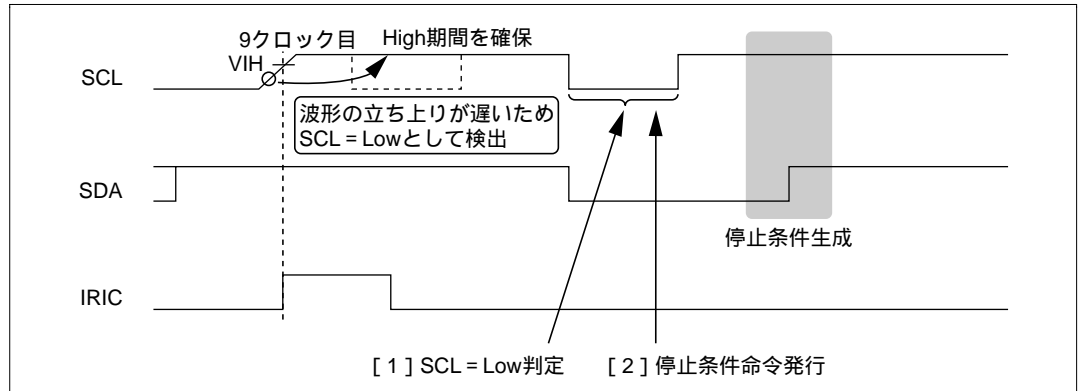 9クロック目
High期間を確保
VIH
SCL
波形の立ち上りが遅いため
SCL = Lowとして検出
SDA
停止条件生成
IRIC
[ 1 ] SCL = Low判定
[ 2 ] 停止条件命令発行